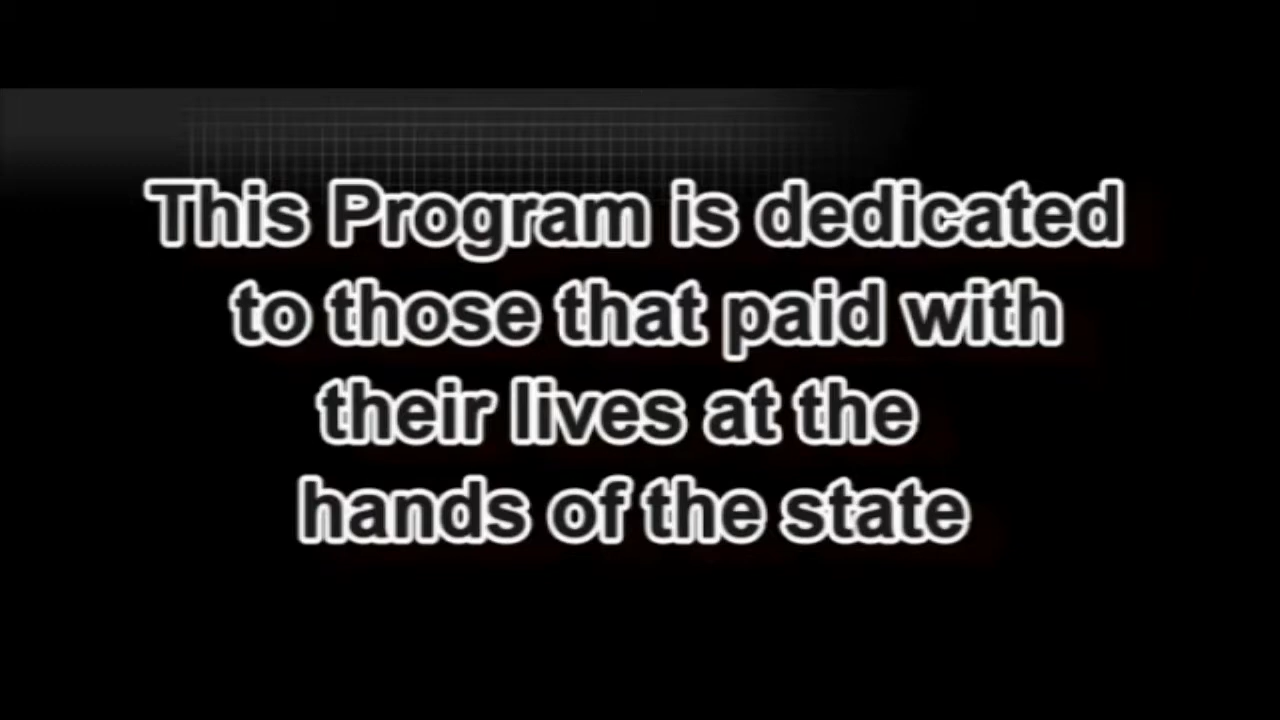 This Program is dedicated
to those that paid with
their lives at the
hands of the state